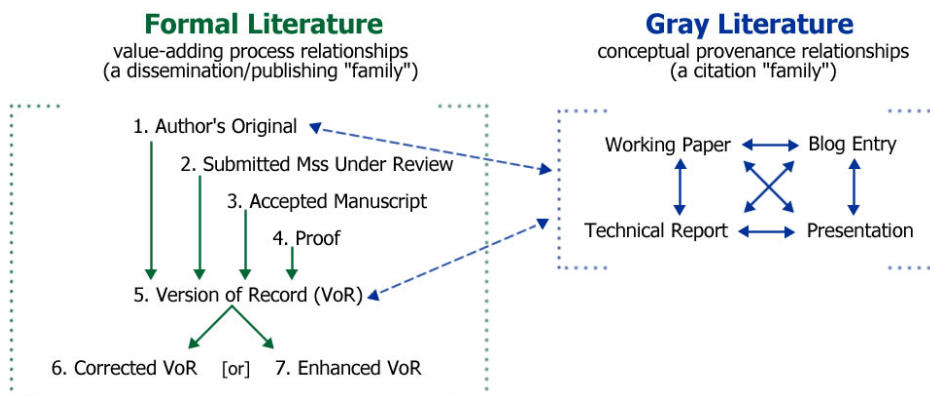 Formal Literature
value-adding process relationships
(a dissemination/publishing "family")
1. Author's Original
2. Submitted Mss Under Review
3. Accepted Manuscript
4. Proof
5. Version of Record (VoR)
6. Corrected VoR [or] 7. Enhanced VoR
Gray Literature
conceptual provenance relationships
(a citation "family")
Working Paper Blog Entry
Technical Report Presentation